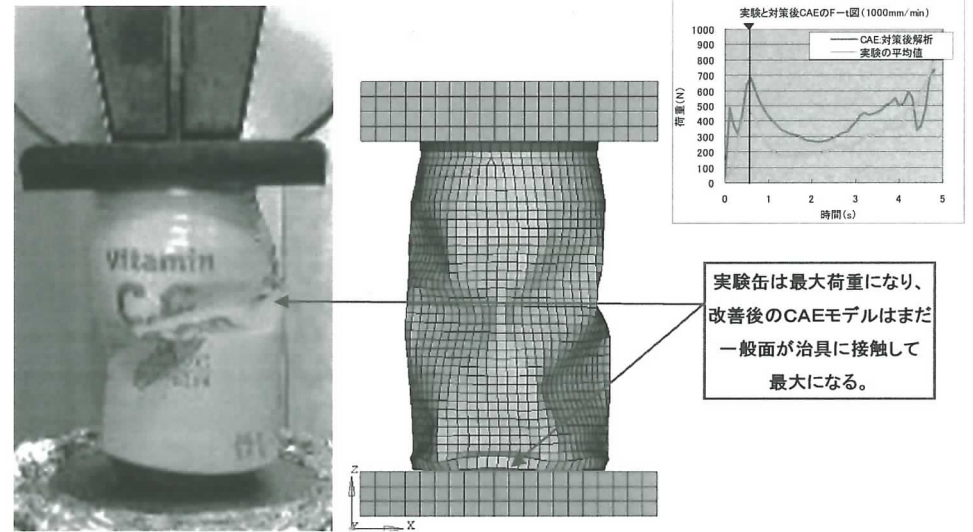 実験と対策後CAEのF－t図(1000mm/min)
荷重(N)
1000
900
800
700
600
500
400
300
200
100
0
CAE.対策後解析
実験の平均値
0
1
2
3
4
5
時間(s)
Vitamin
C.C
実験缶は最大荷重になり、
改善後のCAEモデルはまだ
一般面が治具に接触して
最大になる。
Z
Y
X